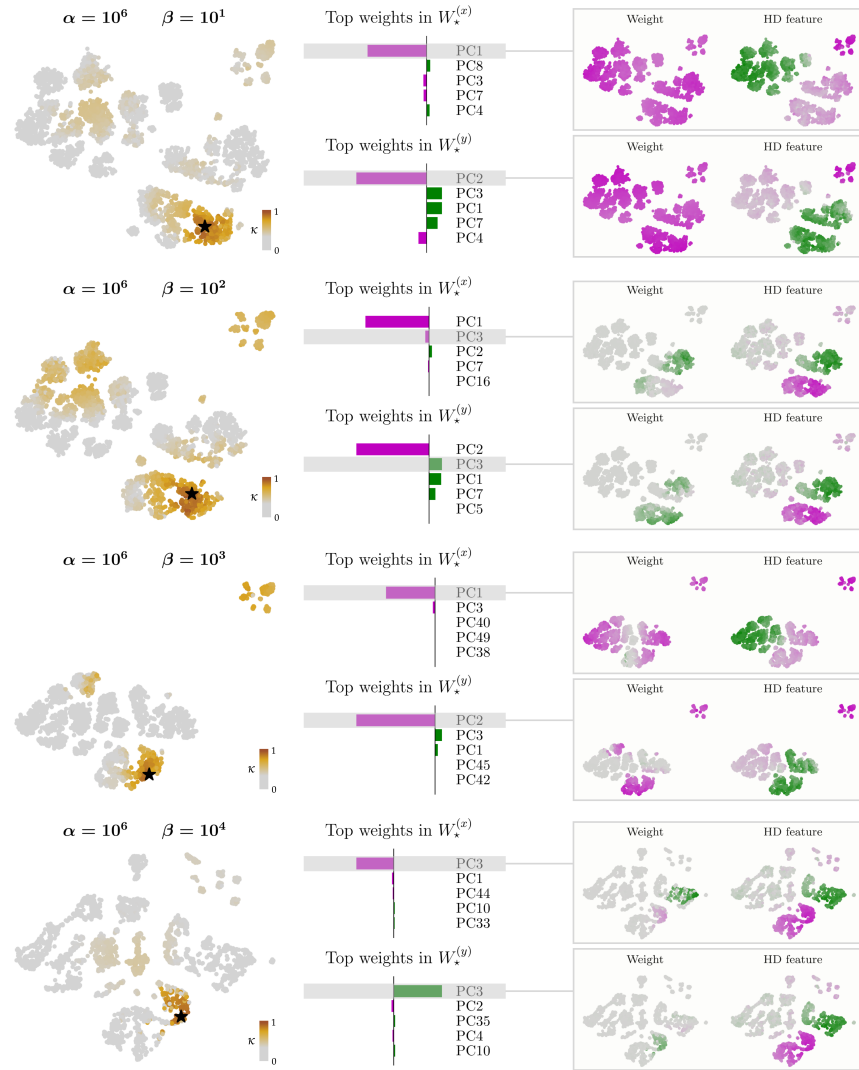 α = 10⁶ β = 10¹
Top weights in W⋆⁽ˣ⁾
PC1
PC8
PC3
PC7
PC4
Weight HD feature
Top weights in W⋆⁽ʸ⁾
PC2
PC3
PC1
PC7
PC4
Weight HD feature
κ 1 0
α = 10⁶ β = 10²
Top weights in W⋆⁽ˣ⁾
PC1
PC3
PC2
PC7
PC16
Weight HD feature
Top weights in W⋆⁽ʸ⁾
PC2
PC3
PC1
PC7
PC5
Weight HD feature
κ 1 0
α = 10⁶ β = 10³
Top weights in W⋆⁽ˣ⁾
PC1
PC3
PC40
PC49
PC38
Weight HD feature
Top weights in W⋆⁽ʸ⁾
PC2
PC3
PC1
PC45
PC42
Weight HD feature
κ 1 0
α = 10⁶ β = 10⁴
Top weights in W⋆⁽ˣ⁾
PC3
PC1
PC44
PC10
PC33
Weight HD feature
Top weights in W⋆⁽ʸ⁾
PC3
PC2
PC35
PC4
PC10
Weight HD feature
κ 1 0